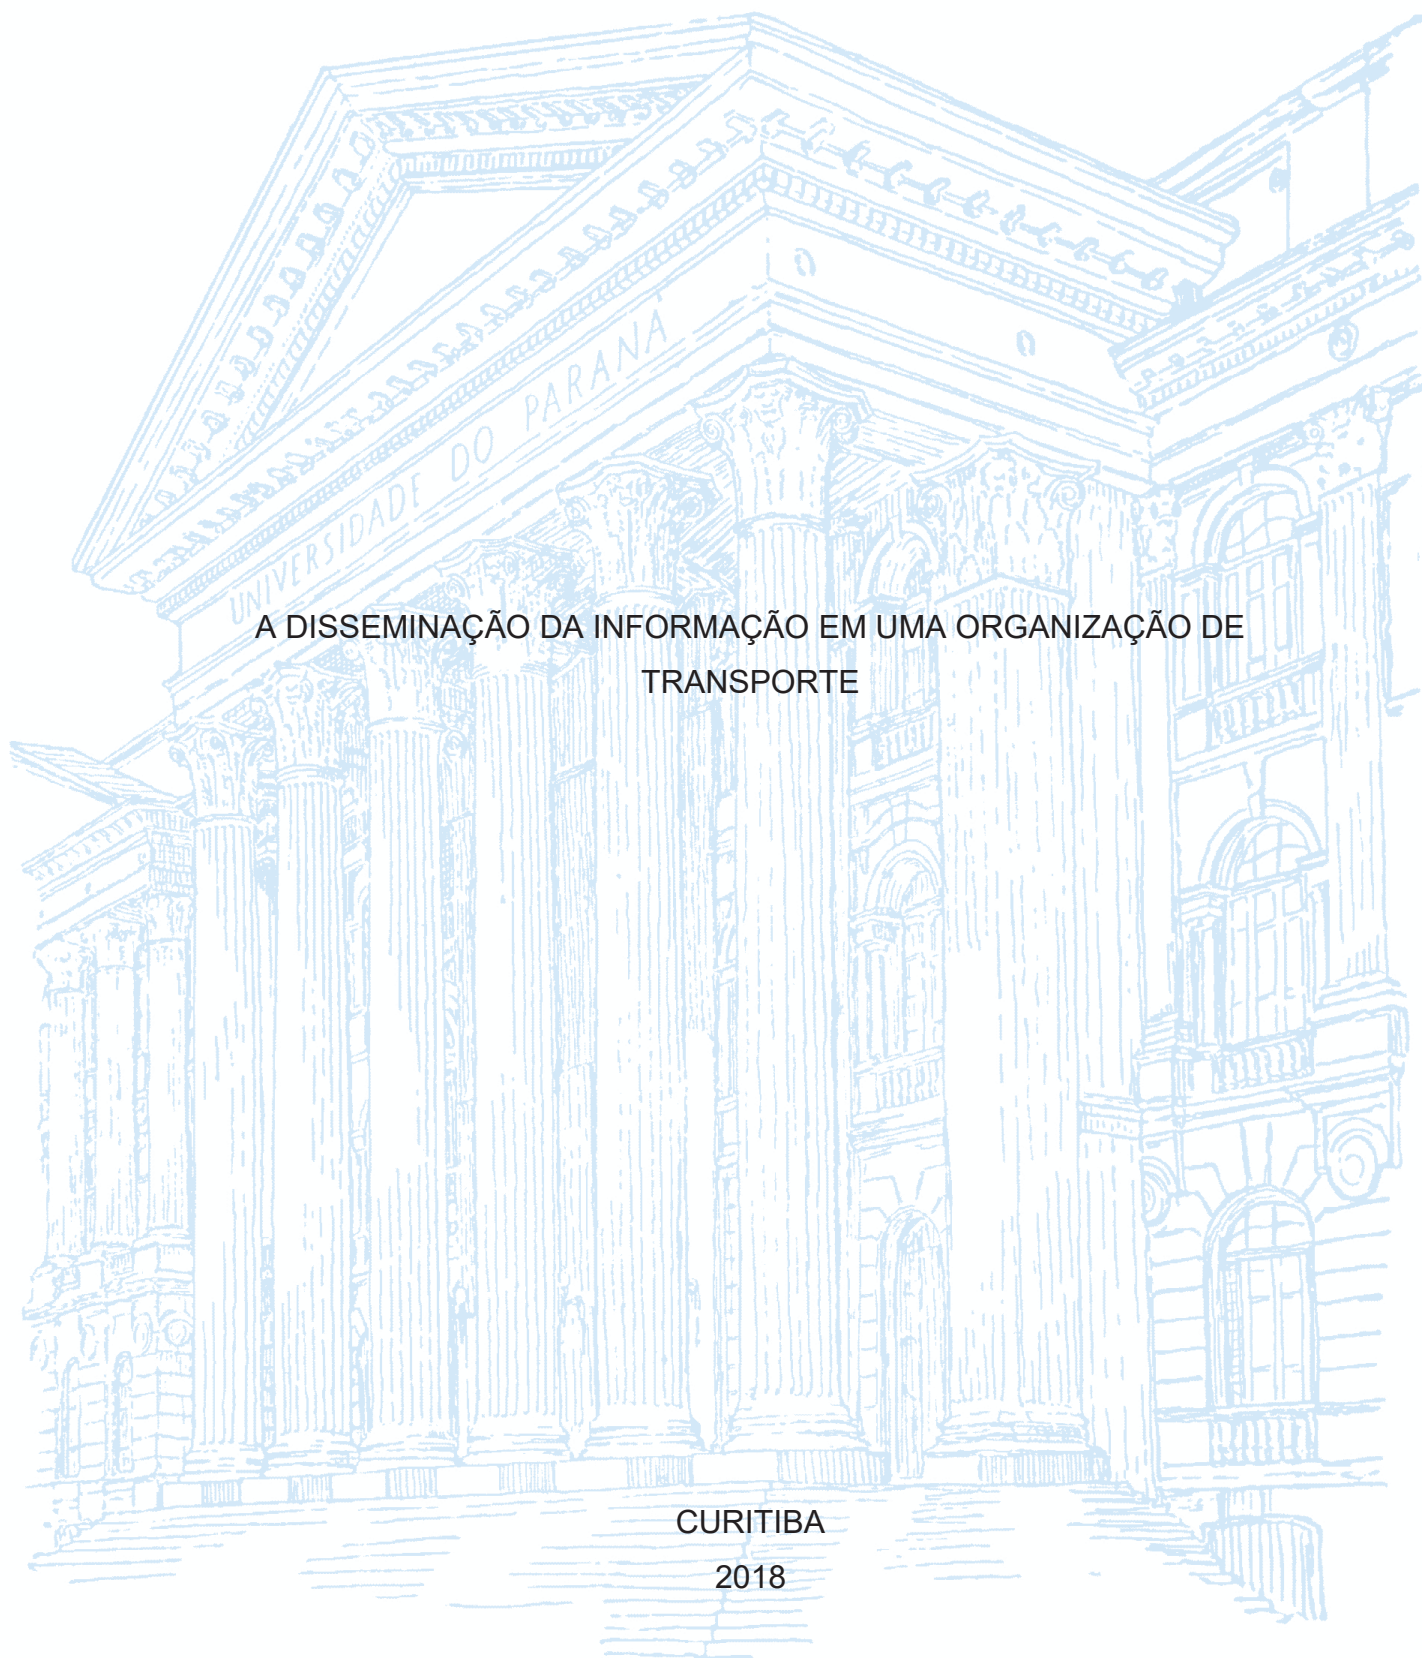 UNIVERSIDADE DO PARANÁ
A DISSEMINAÇÃO DA INFORMAÇÃO EM UMA ORGANIZAÇÃO DE
TRANSPORTE
CURITIBA
2018